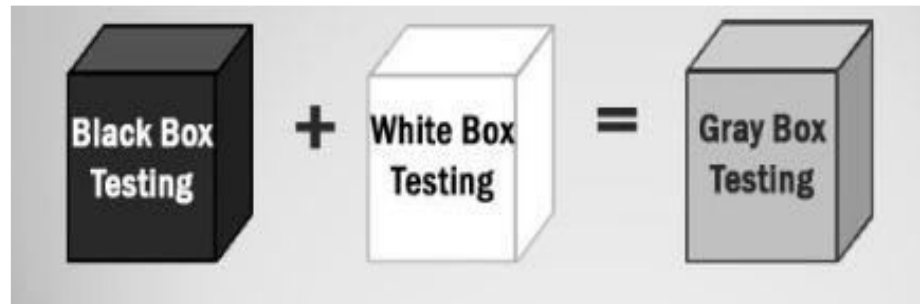 Black Box
Testing
+
White Box
Testing
=
Gray Box
Testing